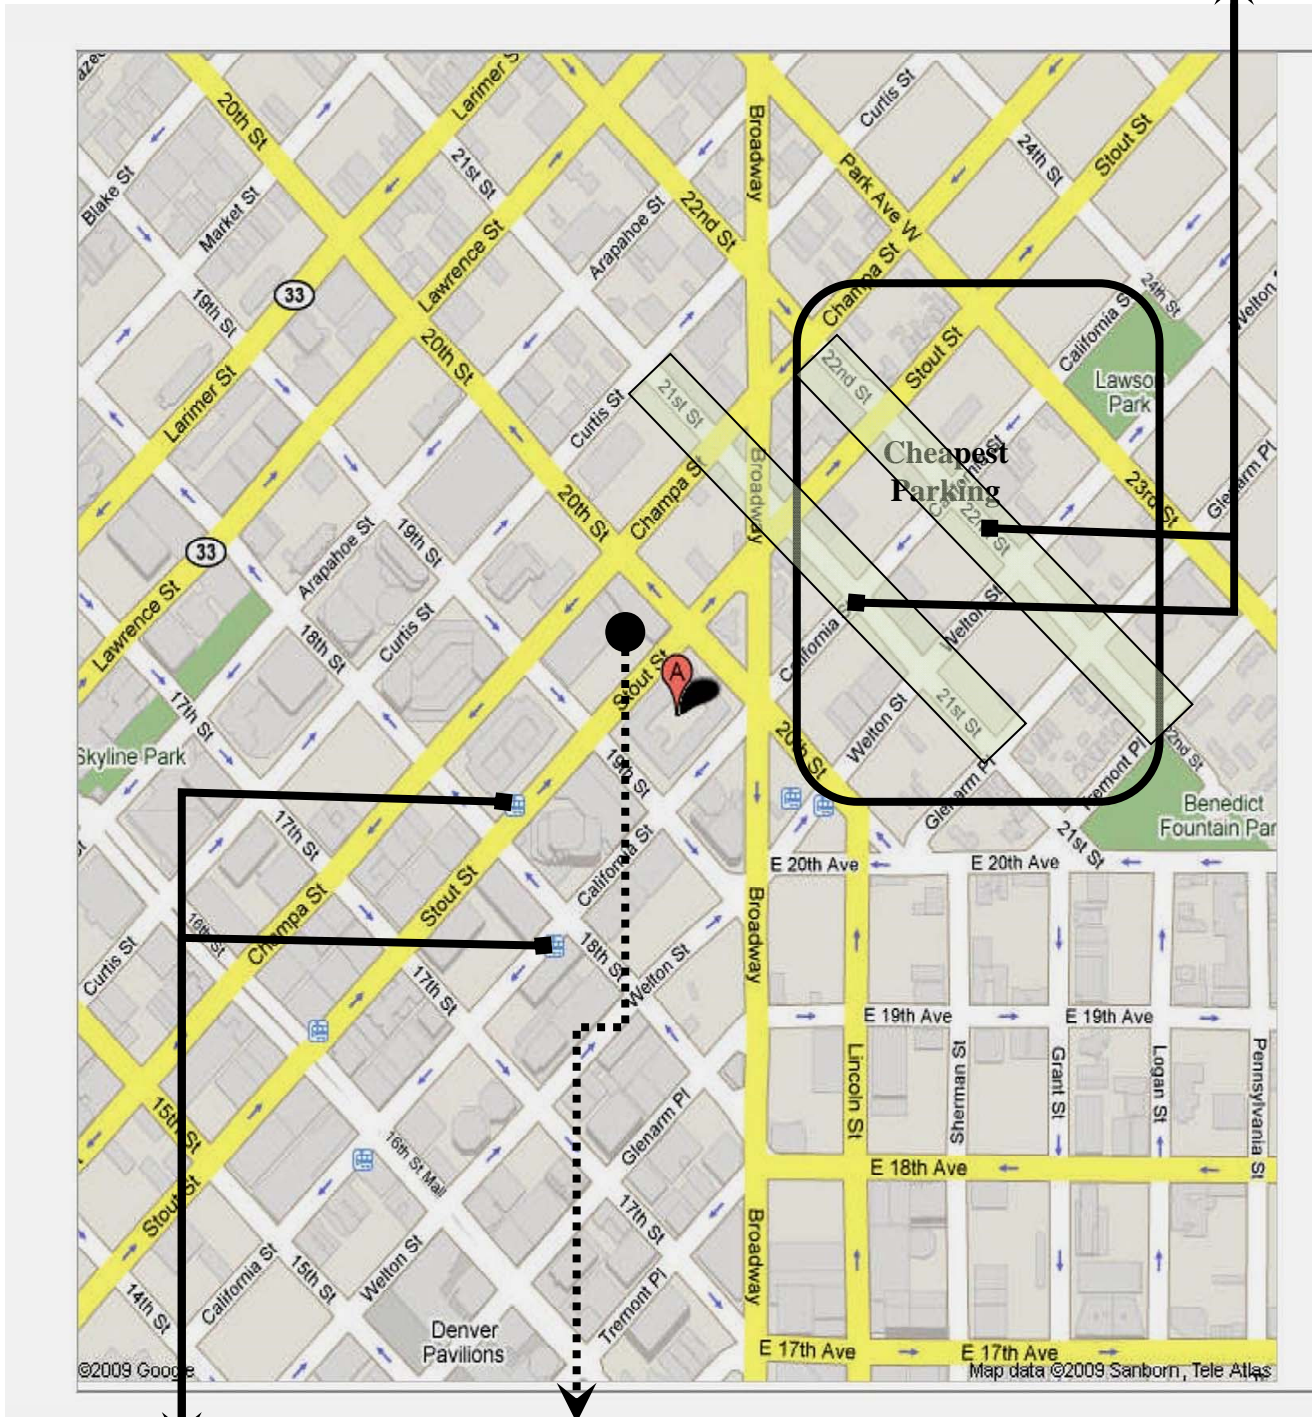 Larimer S
20th St
Broadway
Curtis St
Stout St
21st St
24th St
Park Ave W
Blake St
Market St
22nd St
Arapahoe St
Lawrence St
Champa St
24th St
33
19th St
California S
Welton
20th St
22nd St
Stout St
Lawson
Park
Larimer St
21st St
Curtis St
Cheapest
Parking
Broadway
Glenarm Pl
23rd St
Champa S
20th St
33
Arapahoe St
19th St
22n
St
Lawrence St
Curtis St
18th St
California St
Welton St
Stout St
A
17th St
21st St
Welton St
20th St
22nd St
Skyline Park
19th St
Glenarm Pl
Tremont Pl
Benedict
Fountain Par
17th St
California St
21st St
E 20th Ave
E 20th Ave
Stout St
Champa St
16th St
Broadway
Curtis St
17th St
18th St
Welton St
E 19th Ave
E 19th Ave
Lincoln St
Sherman St
Grant St
Logan St
Pennsylvania St
15th St
Glenarm Pl
16th St Mall
E 18th Ave
Stout St
17th St
Broadway
California St
15th St
Welton St
14th St
Tremont Pl
Denver
Pavilions
E 17th Ave
E 17th Ave
©2009 Google
Map data ©2009 Sanborn, Tele Atlas